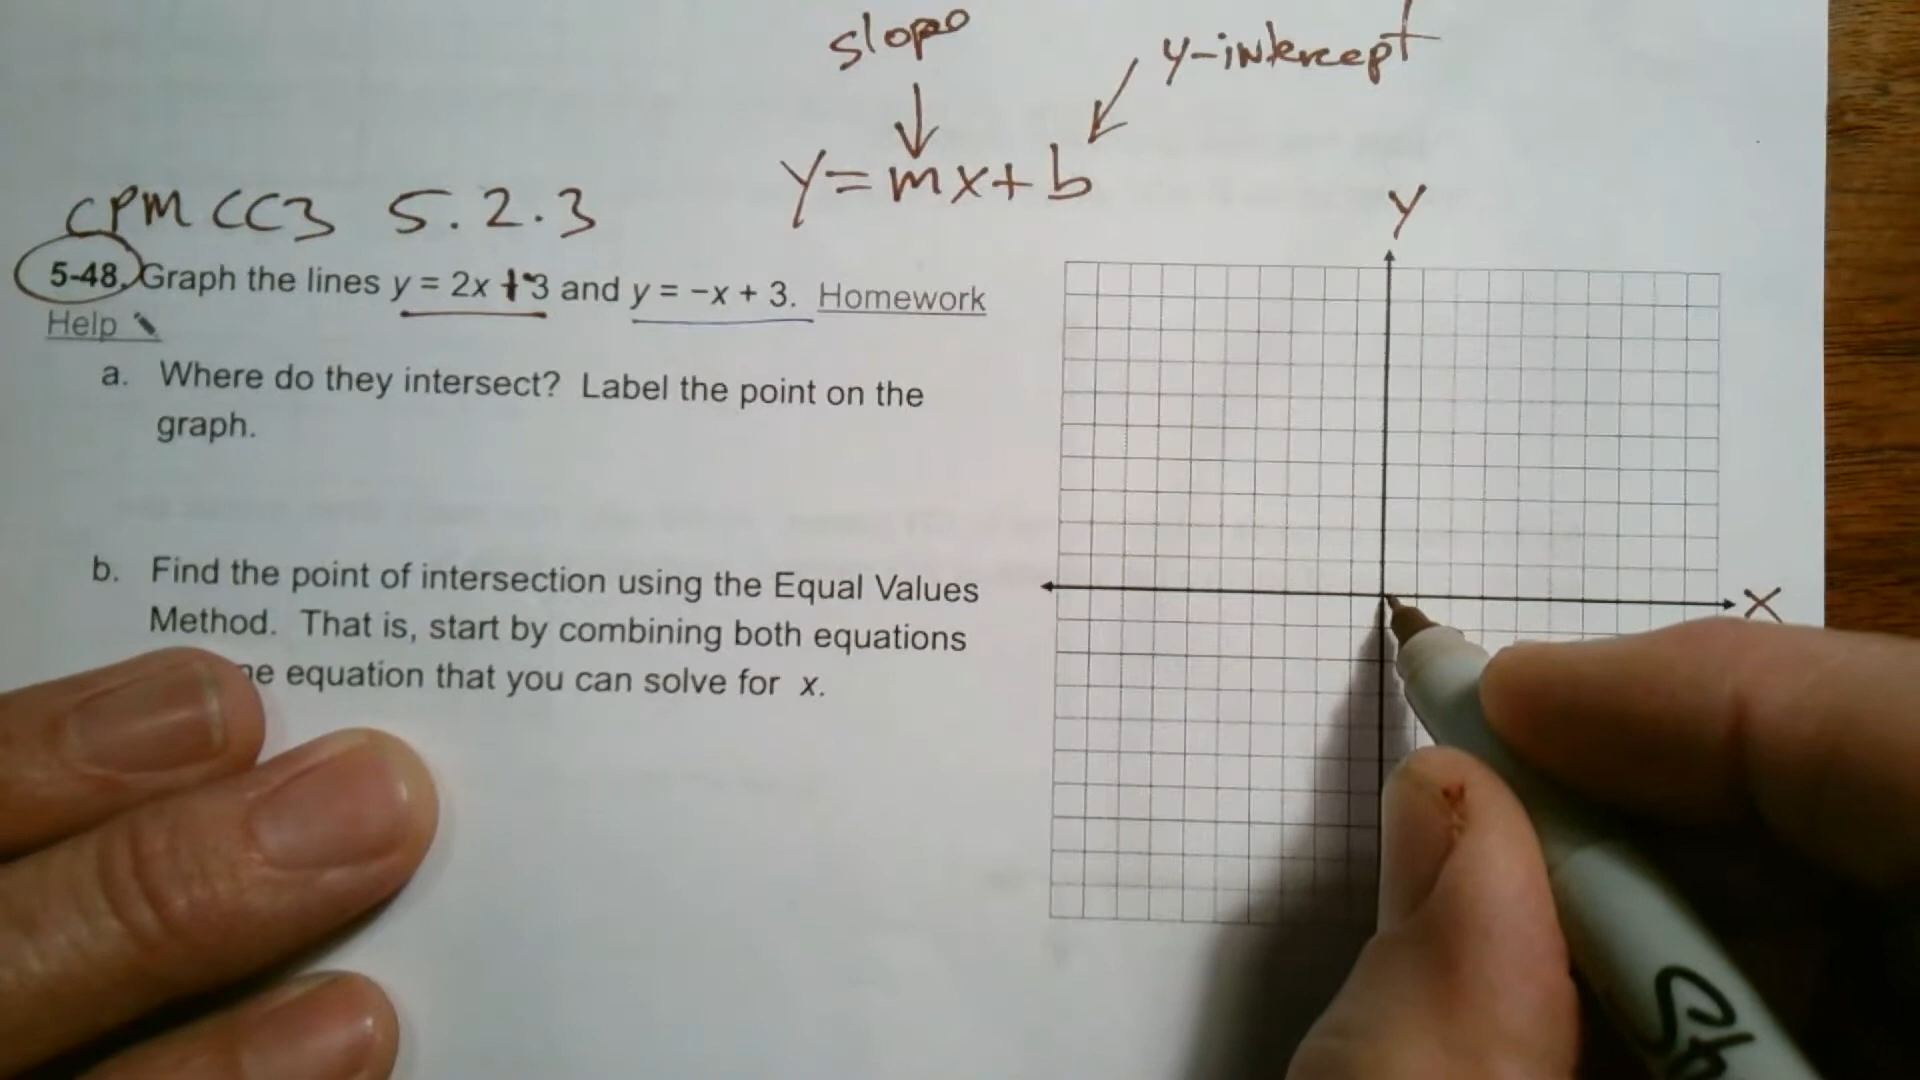 slope
y-intercept
y=mx+b
CPM CC3 5.2.3
y
5-48. Graph the lines y = 2x +-3 and y = −x + 3. Homework
Help
a. Where do they intersect? Label the point on the
graph.
b. Find the point of intersection using the Equal Values
x
Method. That is, start by combining both equations
equation that you can solve for x.